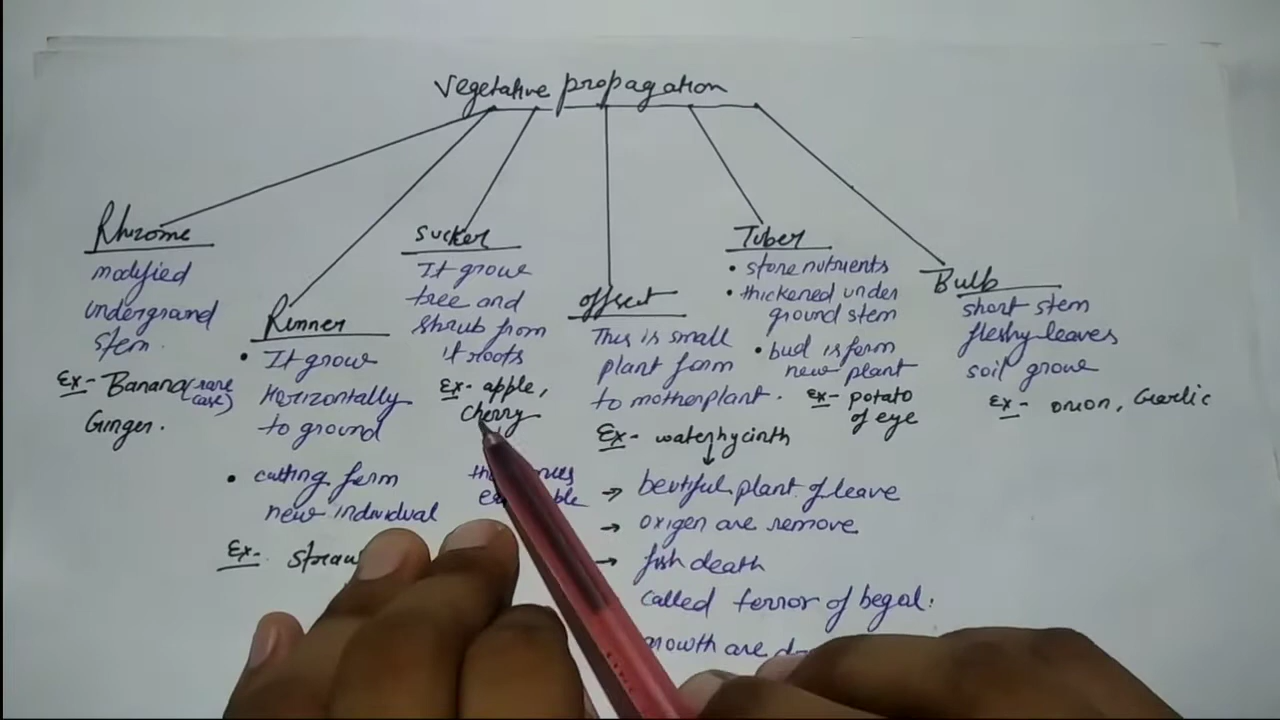 Vegetative propagation
Rhizome
modified
underground
stem.
Ex- Banana (rare
case)
Ginger.
Runner
• It grow
Horizontally
to ground
• cutting form
new individual
Ex-
Sucker
It grow
tree and
shrub from
it roots
Ex- apple,
cherry
offset
This is small
plant form
to motherplant.
Ex- waterhycinth
→ beutiful plant of leave
→ oxigen are remove
→ fish death
called terror of begal.
growth are
Tuber
• store nutrients
• thickened under
ground stem
• bud is form
new plant
Ex- potato
of eye
Bulb
short stem
fleshy leaves
soil grow
Ex- onion, Garlic